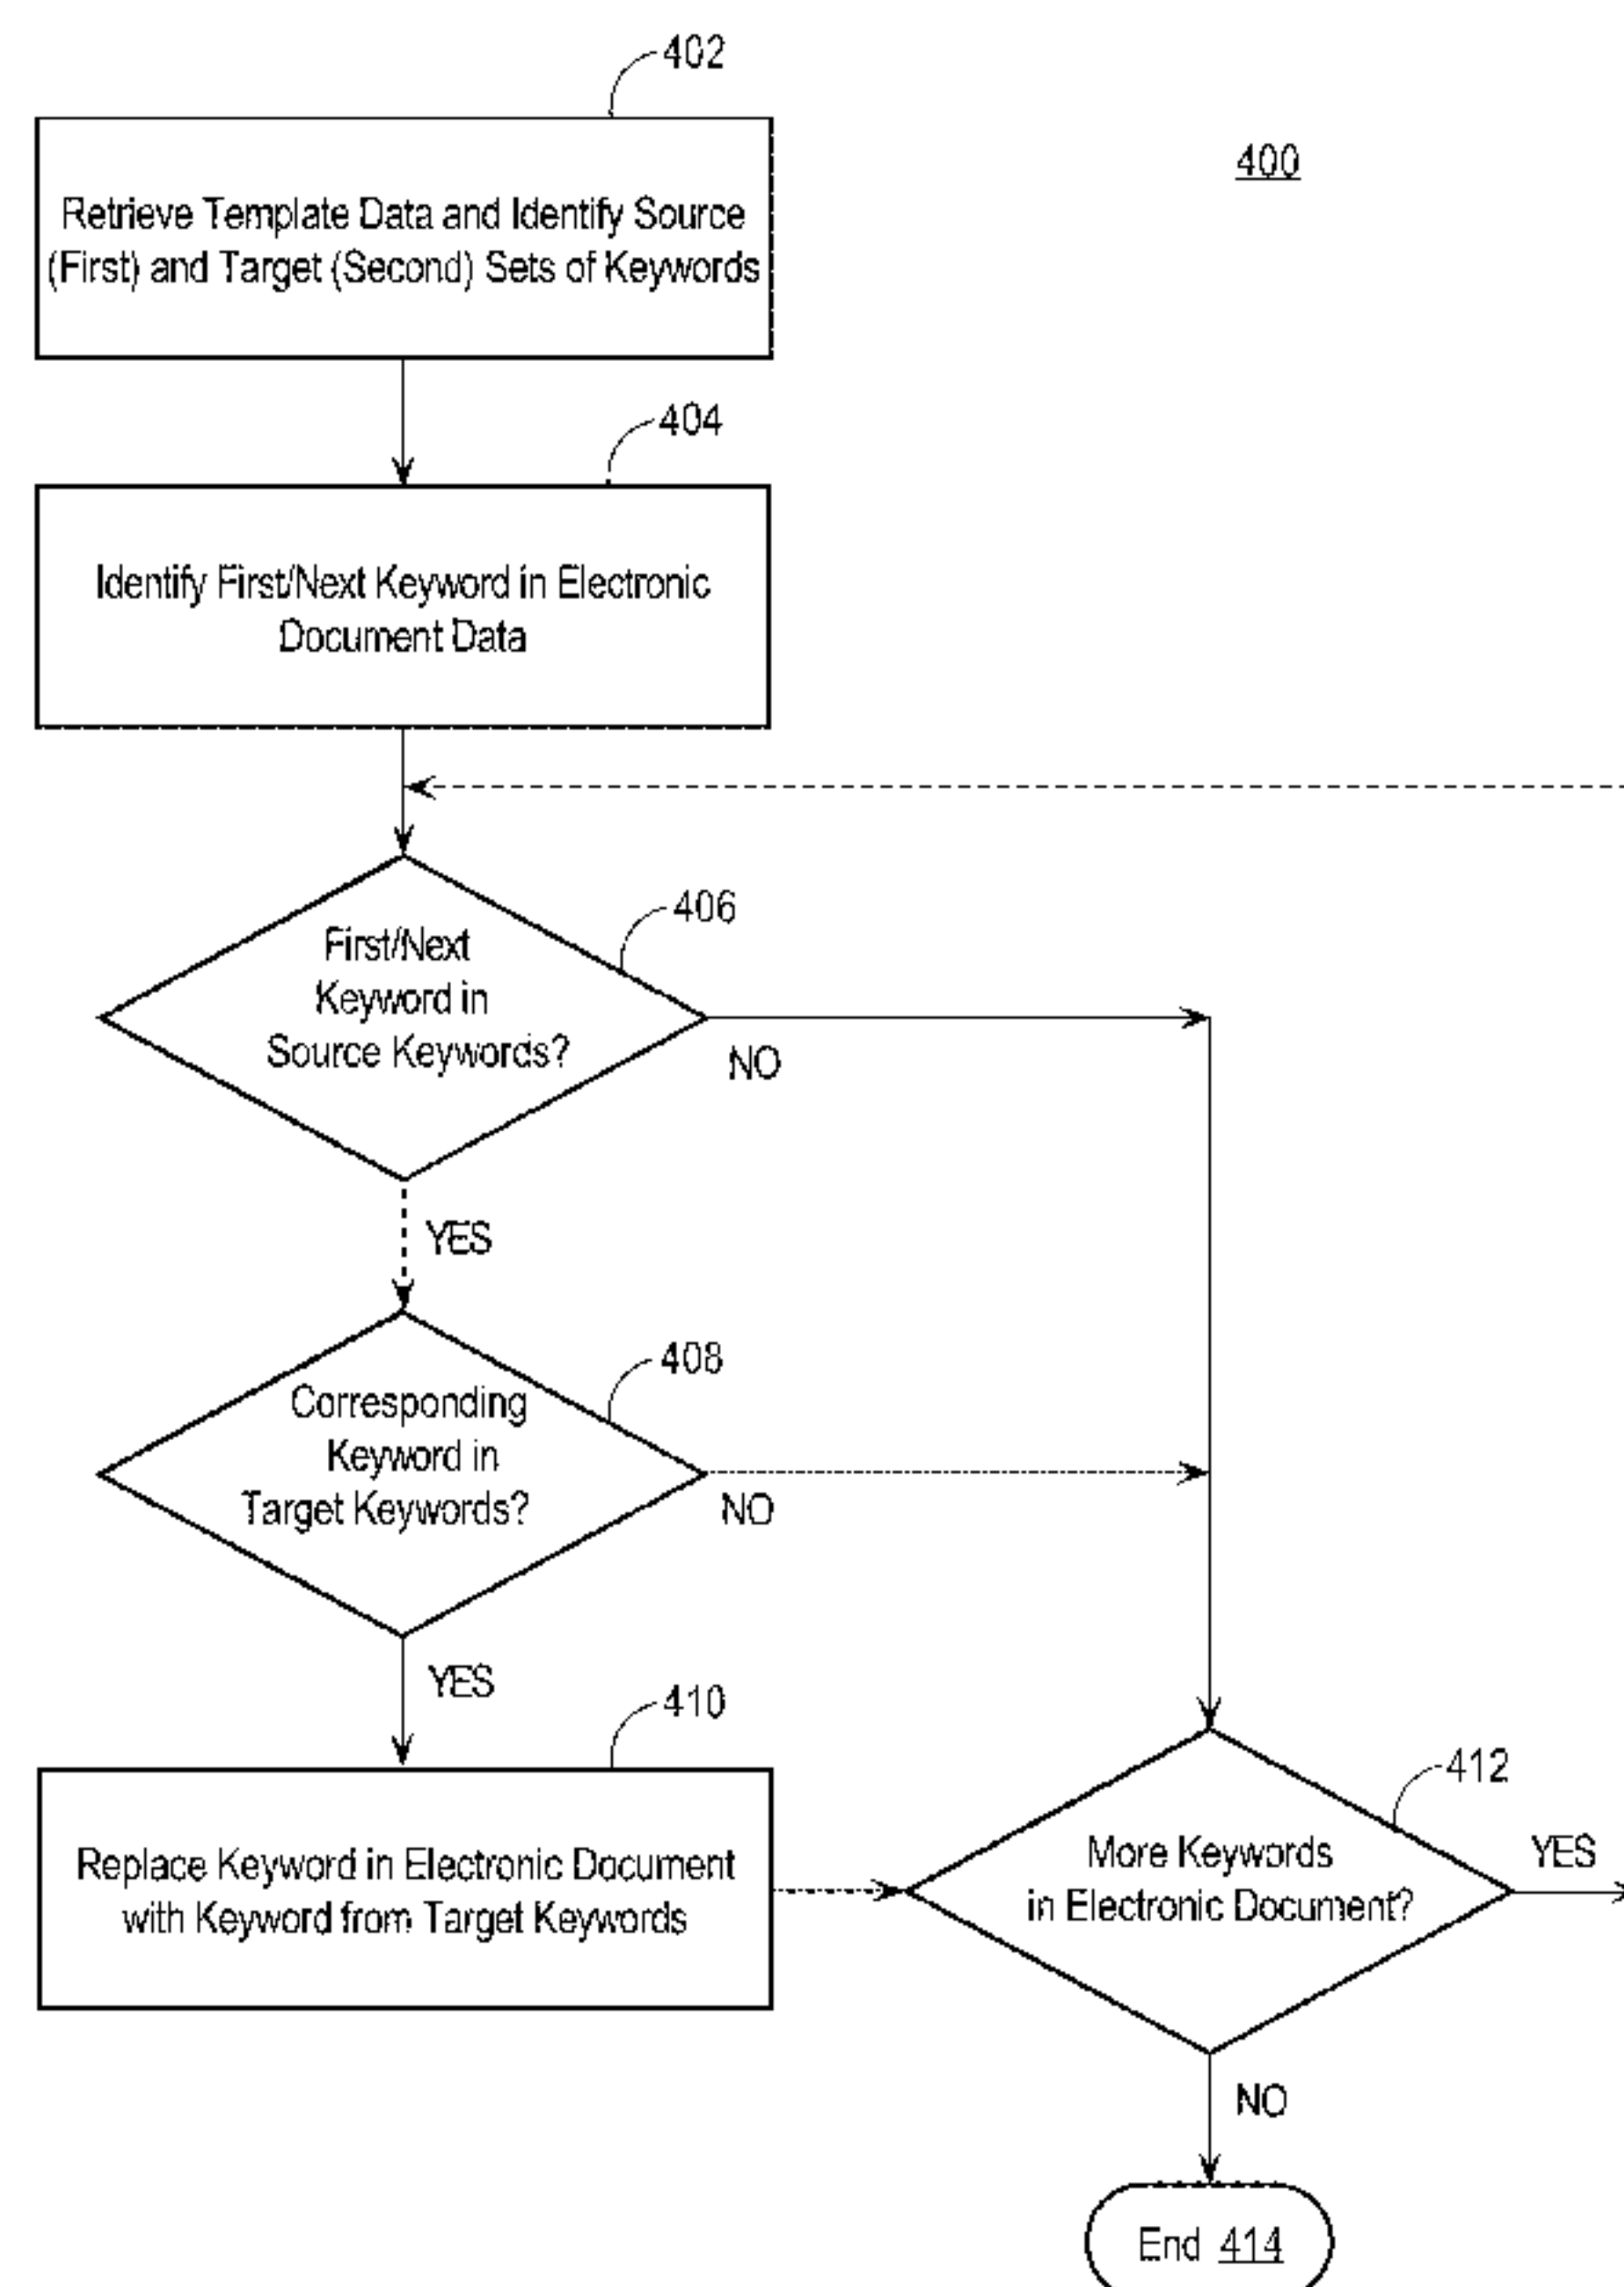 402
400
Retrieve Template Data and Identify Source
(First) and Target (Second) Sets of Keywords
404
Identify First/Next Keyword in Electronic
Document Data
406
First/Next
Keyword in
Source Keywords?
NO
YES
408
Corresponding
Keyword in
Target Keywords?
NO
YES
410
Replace Keyword in Electronic Document
with Keyword from Target Keywords
412
More Keywords
in Electronic Document?
YES
NO
End 414